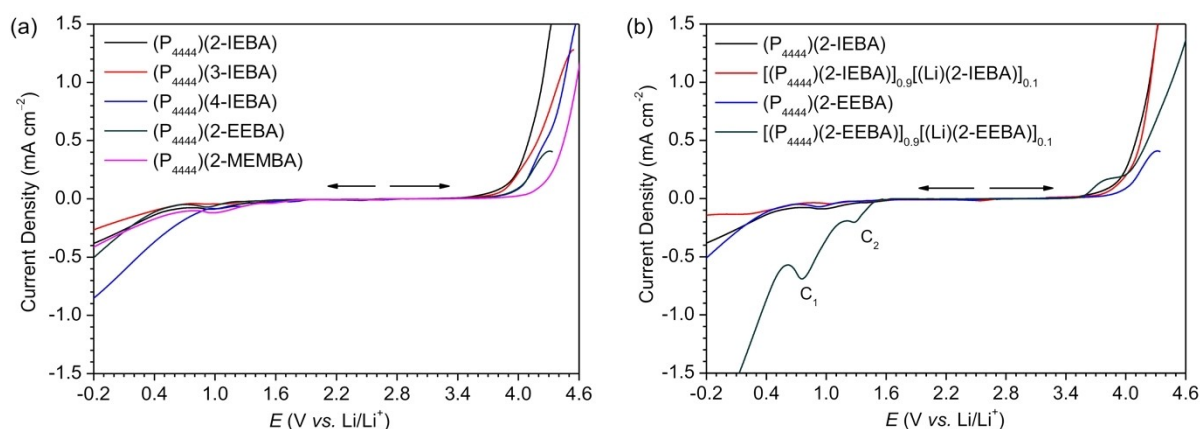 (a)
1.5
1.0
0.5
0.0
-0.5
-1.0
-1.5
Current Density (mA cm⁻²)
(P₄₄₄₄)(2-IEBA)
(P₄₄₄₄)(3-IEBA)
(P₄₄₄₄)(4-IEBA)
(P₄₄₄₄)(2-EEBA)
(P₄₄₄₄)(2-MEMBA)
-0.2 0.4 1.0 1.6 2.2 2.8 3.4 4.0 4.6
E (V vs. Li/Li⁺)
(b)
1.5
1.0
0.5
0.0
-0.5
-1.0
-1.5
Current Density (mA cm⁻²)
(P₄₄₄₄)(2-IEBA)
[(P₄₄₄₄)(2-IEBA)]₀.₉[(Li)(2-IEBA)]₀.₁
(P₄₄₄₄)(2-EEBA)
[(P₄₄₄₄)(2-EEBA)]₀.₉[(Li)(2-EEBA)]₀.₁
C₂
C₁
-0.2 0.4 1.0 1.6 2.2 2.8 3.4 4.0 4.6
E (V vs. Li/Li⁺)